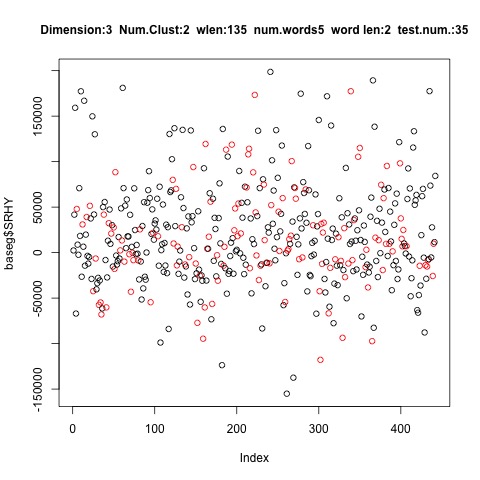 Dimension:3 Num.Clust:2 wlen:135 num.words5 word len:2 test.num.:35
baseg$SRHY
150000
50000
0
-50000
-150000
0 100 200 300 400
Index